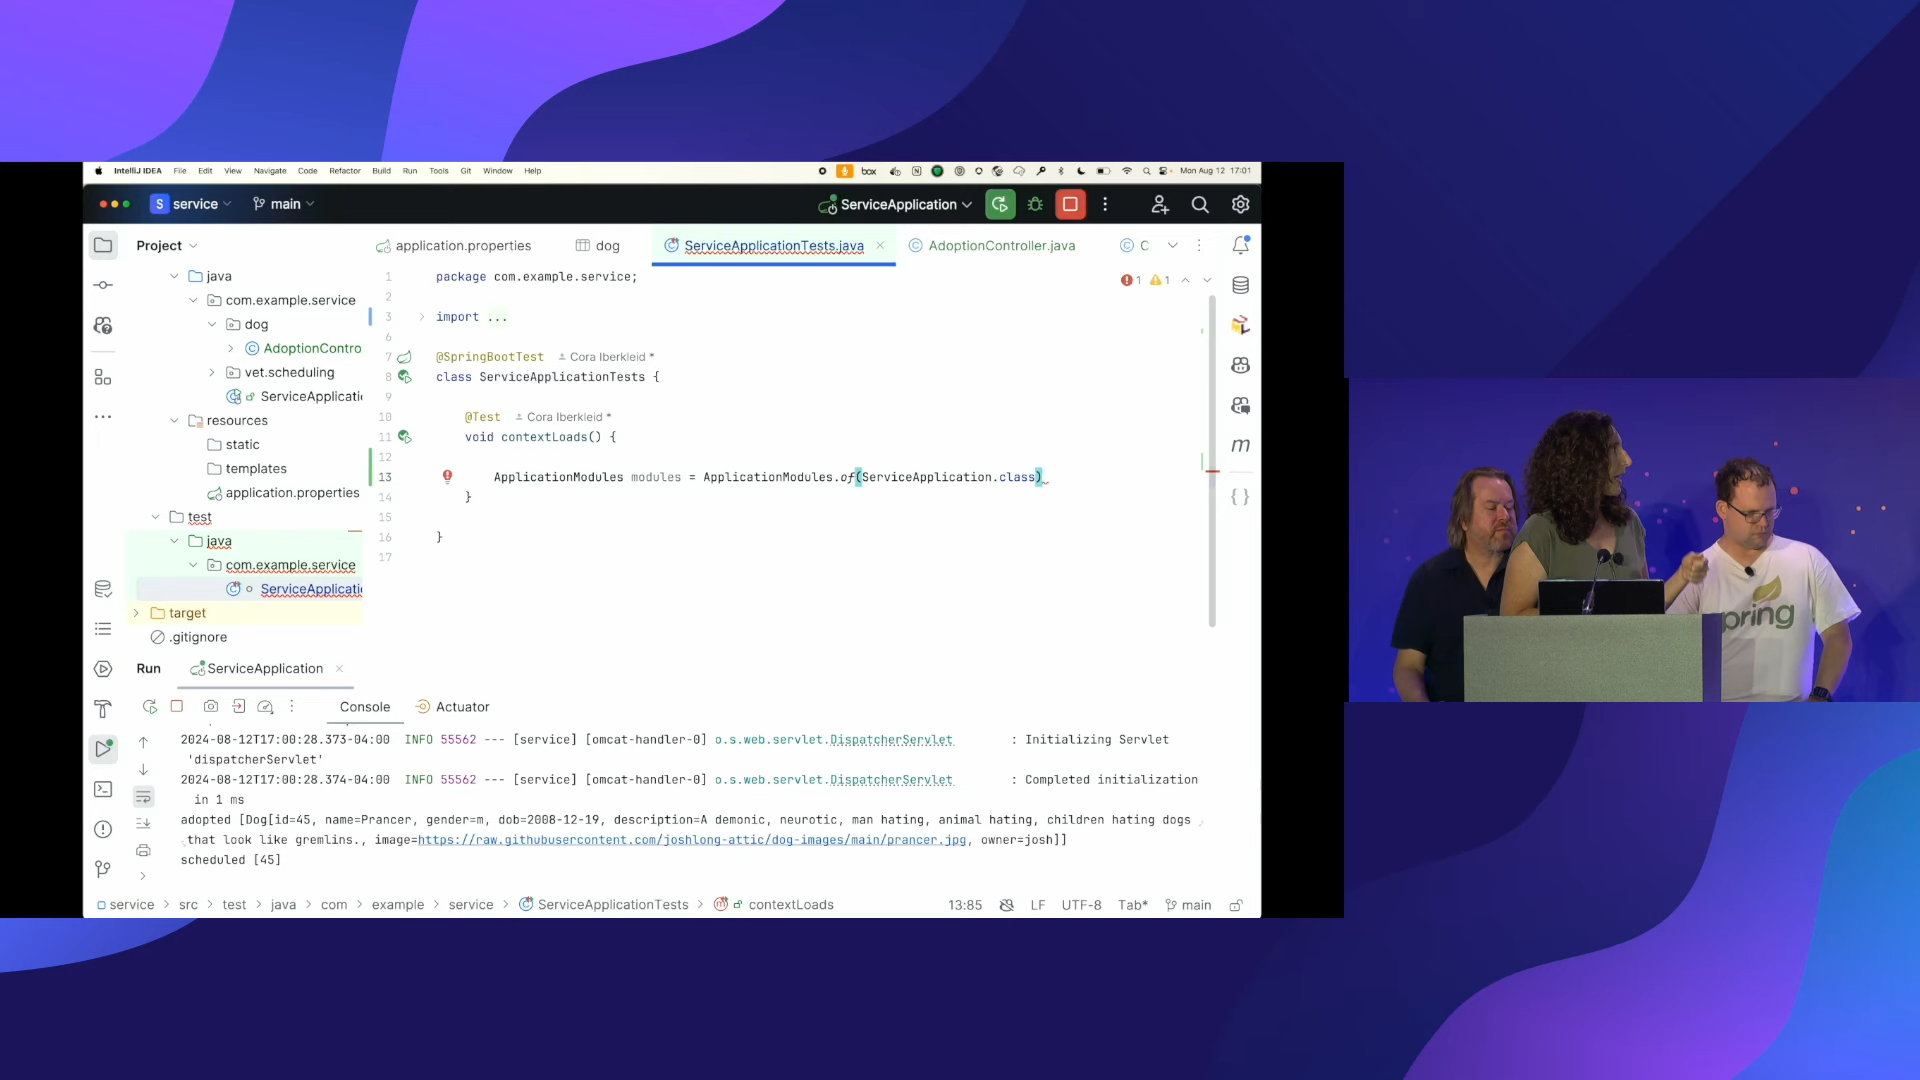 IntelliJ IDEA File Edit View Navigate Code Refactor Build Run Tools Git Window Help box Mon Aug 12 17:01
S service main ServiceApplication
Project application.properties dog ServiceApplicationTests.java AdoptionController.java C
java
com.example.service
dog
AdoptionContro
vet.scheduling
ServiceApplicati
resources
static
templates
application.properties
test
java
com.example.service
ServiceApplicati
target
.gitignore
1 package com.example.service;
2
3 import ...
6
7 @SpringBootTest Cora Iberkleid *
8 class ServiceApplicationTests {
9
10 @Test Cora Iberkleid *
11 void contextLoads() {
12
13 ApplicationModules modules = ApplicationModules.of(ServiceApplication.class)
14 }
15
16 }
17
1 1
m
{ }
Run ServiceApplication
Console Actuator
2024-08-12T17:00:28.373-04:00 INFO 55562 --- [service] [omcat-handler-0] o.s.web.servlet.DispatcherServlet : Initializing Servlet
'dispatcherServlet'
2024-08-12T17:00:28.374-04:00 INFO 55562 --- [service] [omcat-handler-0] o.s.web.servlet.DispatcherServlet : Completed initialization
in 1 ms
adopted [Dog[id=45, name=Prancer, gender=m, dob=2008-12-19, description=A demonic, neurotic, man hating, animal hating, children hating dogs
that look like gremlins., image=https://raw.githubusercontent.com/joshlong-attic/dog-images/main/prancer.jpg, owner=josh]]
scheduled [45]
service > src > test > java > com > example > service > ServiceApplicationTests > contextLoads 13:85 LF UTF-8 Tab* main
spring